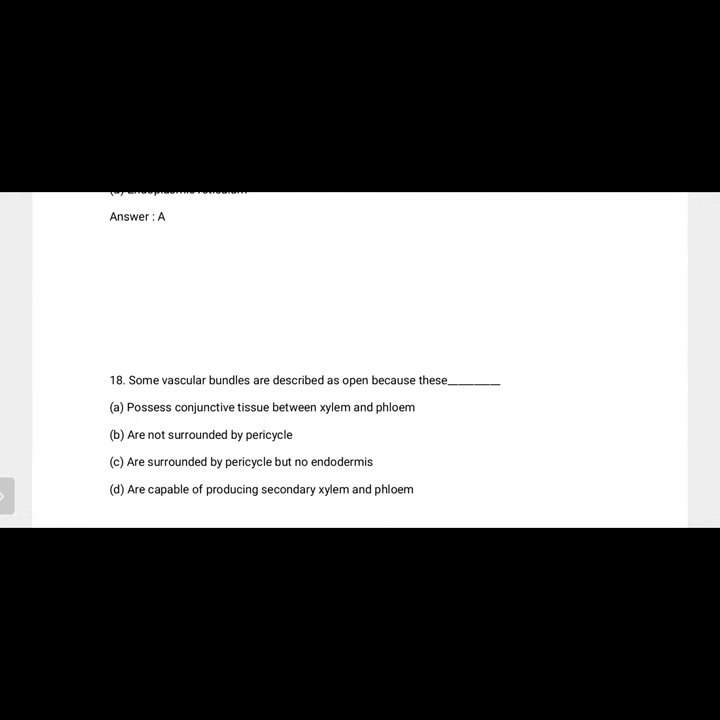 Answer : A
18. Some vascular bundles are described as open because these__________
(a) Possess conjunctive tissue between xylem and phloem
(b) Are not surrounded by pericycle
(c) Are surrounded by pericycle but no endodermis
(d) Are capable of producing secondary xylem and phloem